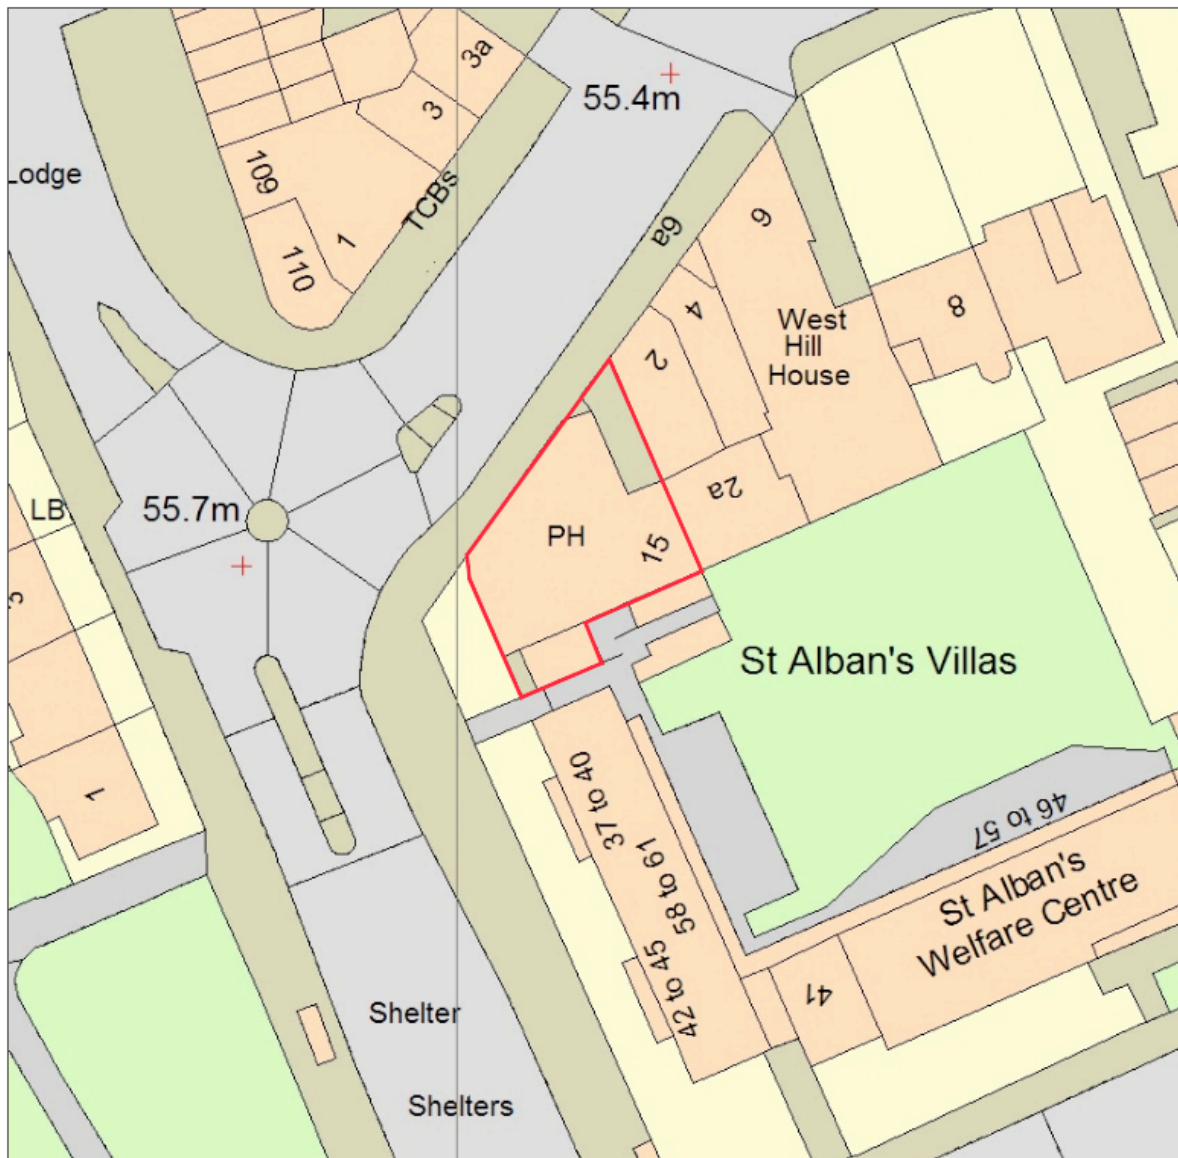 3a
55.4m
3
Lodge
109
TCBs
6a
6
1
110
4
8
West
Hill
House
2
2a
LB
55.7m
PH
15
St Alban's Villas
1
37 to 40
46 to 57
58 to 61
St Alban's
Welfare Centre
42 to 45
41
Shelter
Shelters